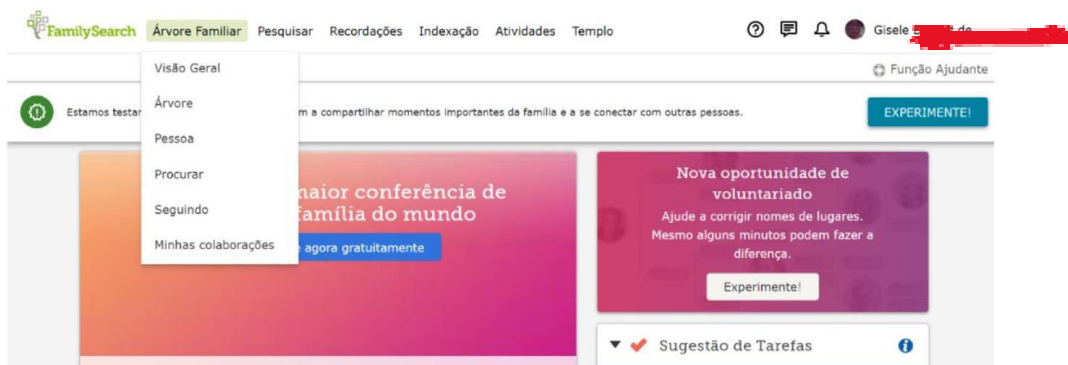 FamilySearch Árvore Familiar Pesquisar Recordações Indexação Atividades Templo Gisele
Função Ajudante
Visão Geral
Árvore
Pessoa
Procurar
Seguindo
Minhas colaborações
Estamos testar m a compartilhar momentos importantes da família e a se conectar com outras pessoas. EXPERIMENTE!
maior conferência de
família do mundo
agora gratuitamente
Nova oportunidade de
voluntariado
Ajude a corrigir nomes de lugares.
Mesmo alguns minutos podem fazer a
diferença.
Experimente!
Sugestão de Tarefas